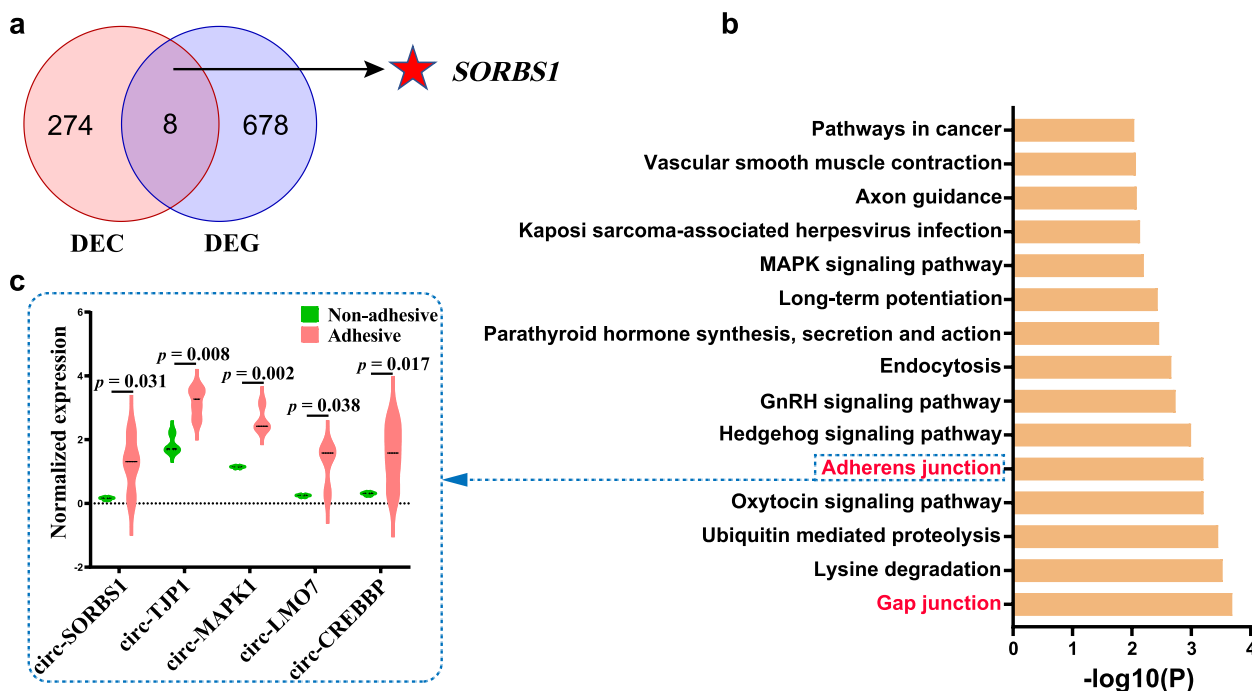 a
274
8
678
SORBS1
DEC
DEG
b
Pathways in cancer
Vascular smooth muscle contraction
Axon guidance
Kaposi sarcoma-associated herpesvirus infection
MAPK signaling pathway
Long-term potentiation
Parathyroid hormone synthesis, secretion and action
Endocytosis
GnRH signaling pathway
Hedgehog signaling pathway
Adherens junction
Oxytocin signaling pathway
Ubiquitin mediated proteolysis
Lysine degradation
Gap junction
0 1 2 3 4
-log10(P)
c
Non-adhesive
Adhesive
Normalized expression
6
4
2
0
-2
p = 0.031
p = 0.008
p = 0.002
p = 0.038
p = 0.017
circ-SORBS1
circ-TJP1
circ-MAPK1
circ-LMO7
circ-CREBBP